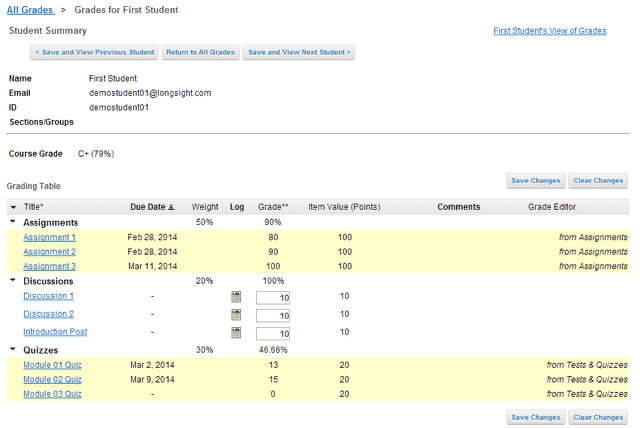 All Grades > Grades for First Student
Student Summary
First Student's View of Grades
< Save and View Previous Student Return to All Grades Save and View Next Student >
Name First Student
Email demostudent01@longsight.com
ID demostudent01
Sections/Groups
Course Grade C+ (79%)
Save Changes Clear Changes
Grading Table
Title* Due Date Weight Log Grade** Item Value (Points) Comments Grade Editor
Assignments 50% 90%
Assignment 1 Feb 28, 2014 80 100 from Assignments
Assignment 2 Feb 28, 2014 90 100 from Assignments
Assignment 3 Mar 11, 2014 100 100 from Assignments
Discussions 20% 100%
Discussion 1 - LOG 10 10
Discussion 2 - LOG 10 10
Introduction Post - LOG 10 10
Quizzes 30% 46.66%
Module 01 Quiz Mar 2, 2014 13 20 from Tests & Quizzes
Module 02 Quiz Mar 9, 2014 15 20 from Tests & Quizzes
Module 03 Quiz - 0 20 from Tests & Quizzes
Save Changes Clear Changes